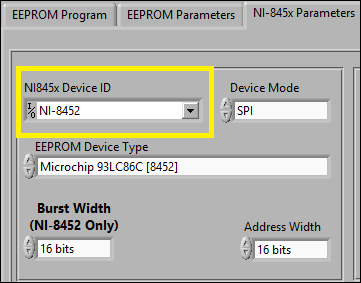 EEPROM Program EEPROM Parameters NI-845x Parameters
NI845x Device ID Device Mode
I/O NI-8452 SPI
EEPROM Device Type
Microchip 93LC86C [8452]
Burst Width
(NI-8452 Only) Address Width
16 bits 16 bits